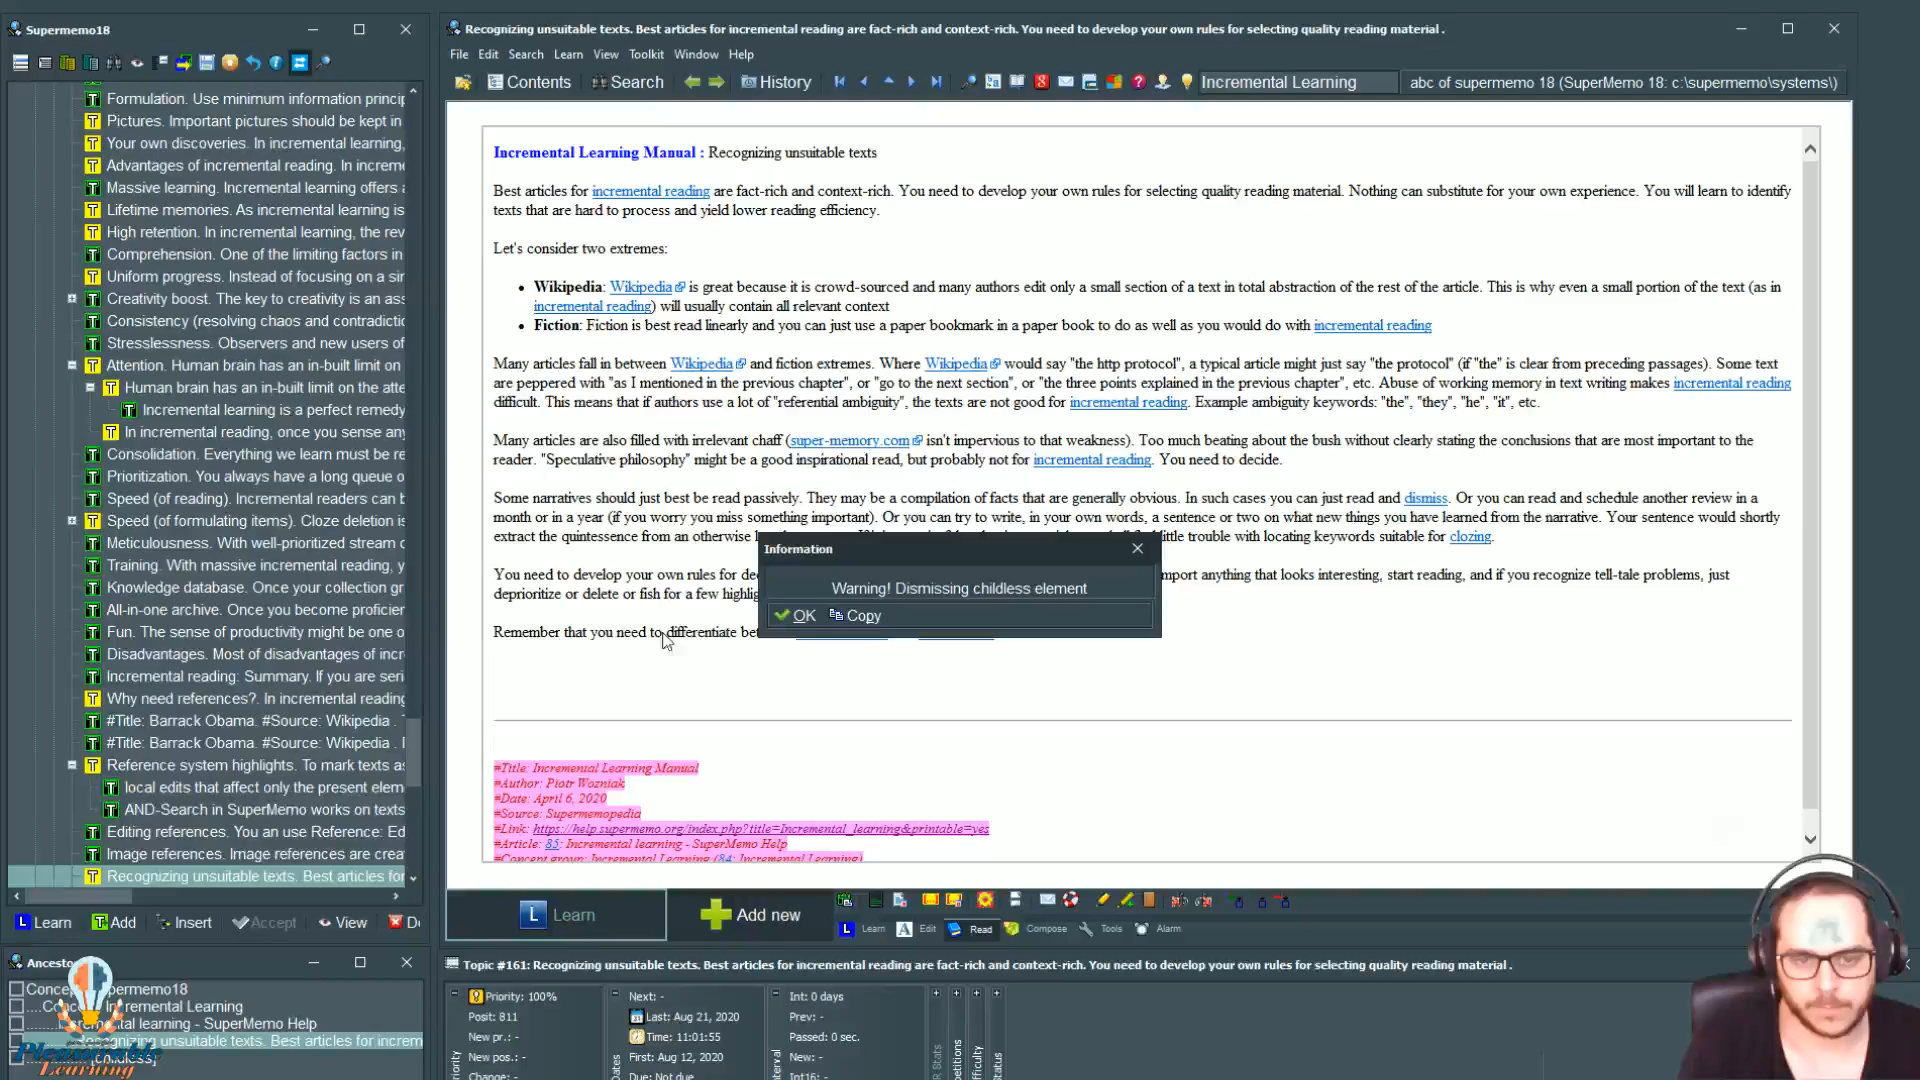 Supermemo18
Formulation. Use minimum information princip
Pictures. Important pictures should be kept in
Your own discoveries. In incremental learning,
Advantages of incremental reading. In increme
Massive learning. Incremental learning offers a
Lifetime memories. As incremental learning is
High retention. In incremental learning, the rev
Comprehension. One of the limiting factors in
Uniform progress. Instead of focusing on a sir
Creativity boost. The key to creativity is an ass
Consistency (resolving chaos and contradictic
Stresslessness. Observers and new users of
Attention. Human brain has an in-built limit on
Human brain has an in-built limit on the atte
Incremental learning is a perfect remedy
In incremental reading, once you sense any
Consolidation. Everything we learn must be re
Prioritization. You always have a long queue o
Speed (of reading). Incremental readers can b
Speed (of formulating items). Cloze deletion is
Meticulousness. With well-prioritized stream o
Training. With massive incremental reading, y
Knowledge database. Once your collection gr
All-in-one archive. Once you become proficier
Fun. The sense of productivity might be one o
Disadvantages. Most of disadvantages of incr
Incremental reading: Summary. If you are seri
Why need references?. In incremental reading
#Title: Barrack Obama. #Source: Wikipedia .
#Title: Barrack Obama. #Source: Wikipedia .
Reference system highlights. To mark texts as
local edits that affect only the present elem
AND-Search in SuperMemo works on texts
Editing references. You an use Reference: Ed
Image references. Image references are crea
Recognizing unsuitable texts. Best articles for
Learn Add Insert Accept View
Learning Pleasurable
Incremental Learning
Incremental learning - SuperMemo Help
Recognizing unsuitable texts. Best articles for increm
[childless]
Recognizing unsuitable texts. Best articles for incremental reading are fact-rich and context-rich. You need to develop your own rules for selecting quality reading material .
File Edit Search Learn View Toolkit Window Help
Contents Search History Incremental Learning abc of supermemo 18 (SuperMemo 18: c:\supermemo\systems\)
Incremental Learning Manual : Recognizing unsuitable texts
Best articles for incremental reading are fact-rich and context-rich. You need to develop your own rules for selecting quality reading material. Nothing can substitute for your own experience. You will learn to identify
texts that are hard to process and yield lower reading efficiency.
Let's consider two extremes:
• Wikipedia: Wikipedia is great because it is crowd-sourced and many authors edit only a small section of a text in total abstraction of the rest of the article. This is why even a small portion of the text (as in
incremental reading) will usually contain all relevant context
• Fiction: Fiction is best read linearly and you can just use a paper bookmark in a paper book to do as well as you would do with incremental reading
Many articles fall in between Wikipedia and fiction extremes. Where Wikipedia would say "the http protocol", a typical article might just say "the protocol" (if "the" is clear from preceding passages). Some text
are peppered with "as I mentioned in the previous chapter", or "go to the next section", or "the three points explained in the previous chapter", etc. Abuse of working memory in text writing makes incremental reading
difficult. This means that if authors use a lot of "referential ambiguity", the texts are not good for incremental reading. Example ambiguity keywords: "the", "they", "he", "it", etc.
Many articles are also filled with irrelevant chaff (super-memory.com isn't impervious to that weakness). Too much beating about the bush without clearly stating the conclusions that are most important to the
reader. "Speculative philosophy" might be a good inspirational read, but probably not for incremental reading. You need to decide.
Some narratives should just best be read passively. They may be a compilation of facts that are generally obvious. In such cases you can just read and dismiss. Or you can read and schedule another review in a
month or in a year (if you worry you miss something important). Or you can try to write, in your own words, a sentence or two on what new things you have learned from the narrative. Your sentence would shortly
extract the quintessence from an otherwise little trouble with locating keywords suitable for clozing.
You need to develop your own rules for import anything that looks interesting, start reading, and if you recognize tell-tale problems, just
deprioritize or delete or fish for a few
Remember that you need to differentiate
Information
Warning! Dismissing childless element
OK Copy
#Title: Incremental Learning Manual
#Author: Piotr Wozniak
#Date: April 6, 2020
#Source: Supermemopedia
#Link: https://help.supermemo.org/index.php?title=Incremental_learning&printable=yes
#Article: 85: Incremental learning - SuperMemo Help
#Concept group: Incremental Learning (84: Incremental Learning)
Learn Add new
Learn Edit Read Compose Tools Alarm
Topic #161: Recognizing unsuitable texts. Best articles for incremental reading are fact-rich and context-rich. You need to develop your own rules for selecting quality reading material .
Priority: 100% Next: - Int: 0 days
Posit: 811 Last: Aug 21, 2020 Prev: -
New pr.: - Time: 11:01:55 Passed: 0 sec.
New pos.: - First: Aug 12, 2020 New: -
Change: - Due: Not due Int16: -
Dates
Status